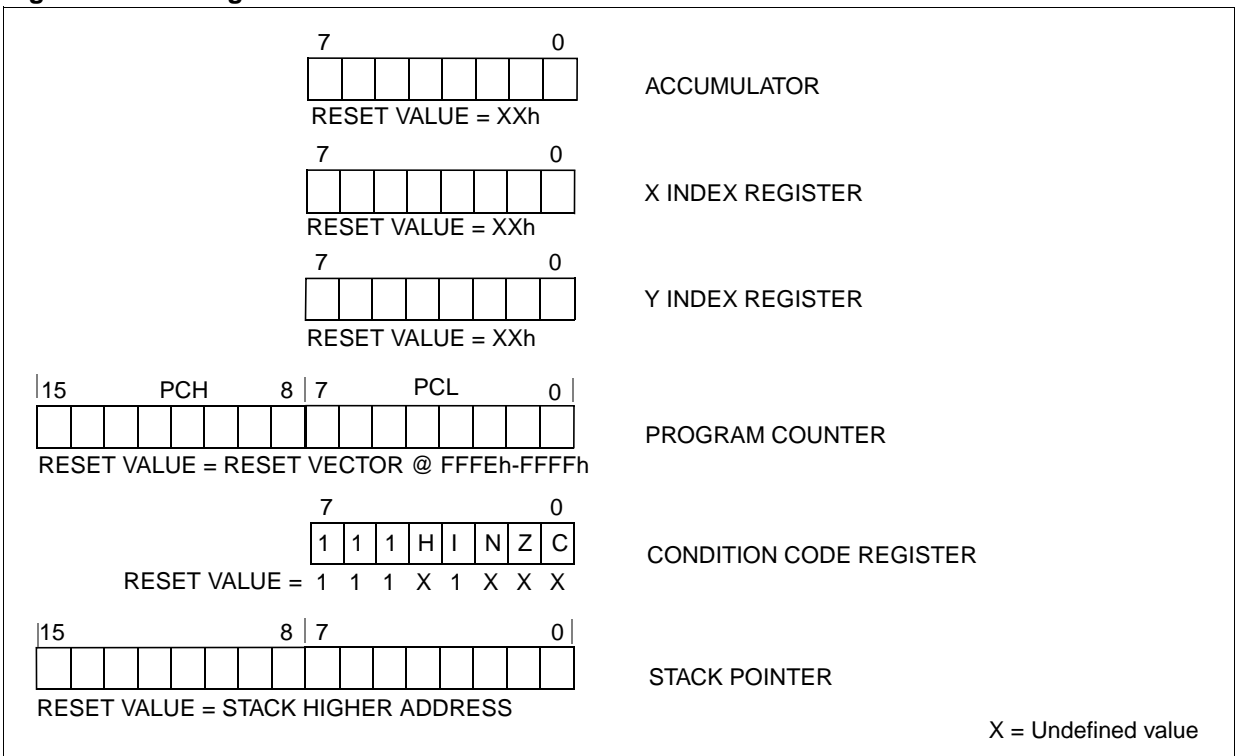 7 0
ACCUMULATOR
RESET VALUE = XXh
7 0
X INDEX REGISTER
RESET VALUE = XXh
7 0
Y INDEX REGISTER
RESET VALUE = XXh
15 PCH 8 7 PCL 0
PROGRAM COUNTER
RESET VALUE = RESET VECTOR @ FFFEh-FFFFh
7 0
1 1 1 H I N Z C
CONDITION CODE REGISTER
RESET VALUE = 1 1 1 X 1 X X X
15 8 7 0
STACK POINTER
RESET VALUE = STACK HIGHER ADDRESS
X = Undefined value